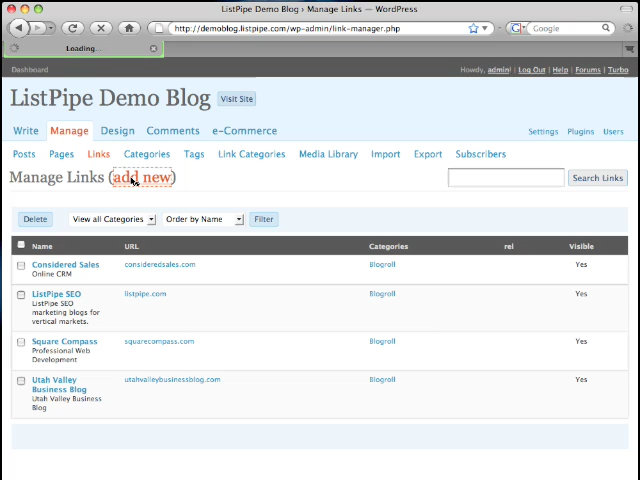 ListPipe Demo Blog › Manage Links — WordPress
http://demoblog.listpipe.com/wp-admin/link-manager.php
Google
Loading...
Dashboard
Howdy, admin! | Log Out | Help | Forums | Turbo
ListPipe Demo Blog
Visit Site
Write Manage Design Comments e-Commerce
Settings Plugins Users
Posts Pages Links Categories Tags Link Categories Media Library Import Export Subscribers
Manage Links (add new)
Search Links
Delete View all Categories Order by Name Filter
Name URL Categories rel Visible
Considered Sales consideredsales.com Blogroll Yes
Online CRM
ListPipe SEO listpipe.com Blogroll Yes
ListPipe SEO
marketing blogs for
vertical markets.
Square Compass squarecompass.com Blogroll Yes
Professional Web
Development
Utah Valley utahvalleybusinessblog.com Blogroll Yes
Business Blog
Utah Valley Business
Blog